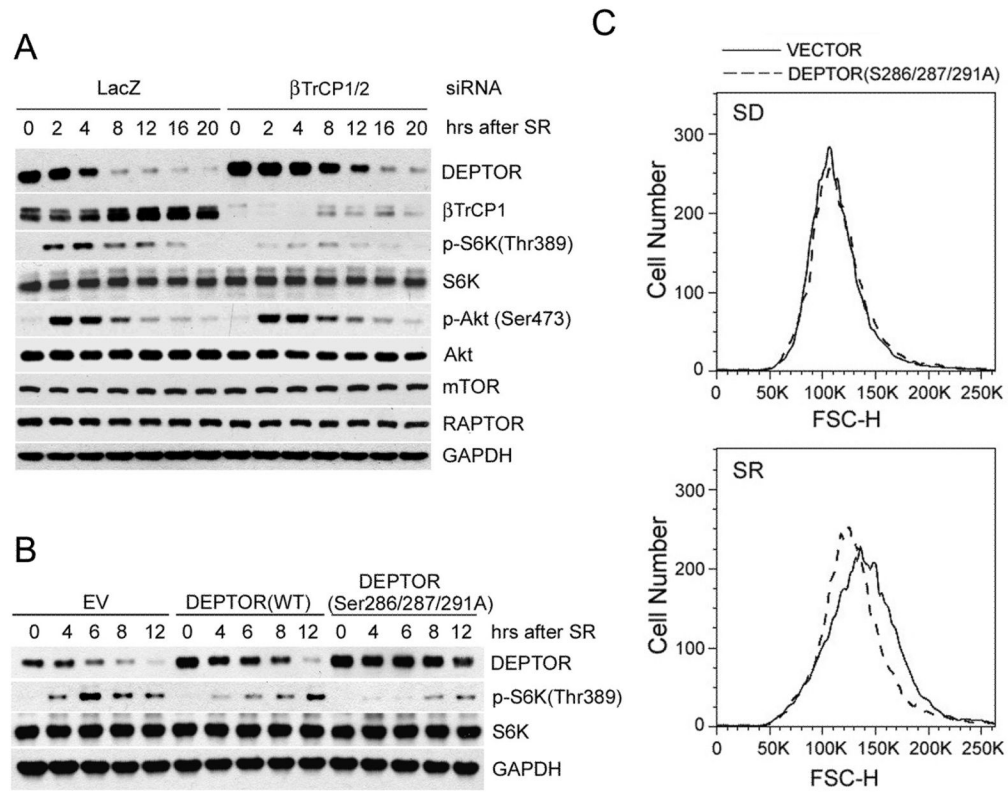 A
LacZ βTrCP1/2 siRNA
0 2 4 8 12 16 20 0 2 4 8 12 16 20 hrs after SR
DEPTOR
βTrCP1
p-S6K(Thr389)
S6K
p-Akt (Ser473)
Akt
mTOR
RAPTOR
GAPDH
B
EV DEPTOR(WT) DEPTOR
(Ser286/287/291A)
0 4 6 8 12 0 4 6 8 12 0 4 6 8 12 hrs after SR
DEPTOR
p-S6K(Thr389)
S6K
GAPDH
C
VECTOR
DEPTOR(S286/287/291A)
SD
300
200
100
0
Cell Number
0 50K 100K 150K 200K 250K
FSC-H
SR
300
200
100
0
Cell Number
0 50K 100K 150K 200K 250K
FSC-H